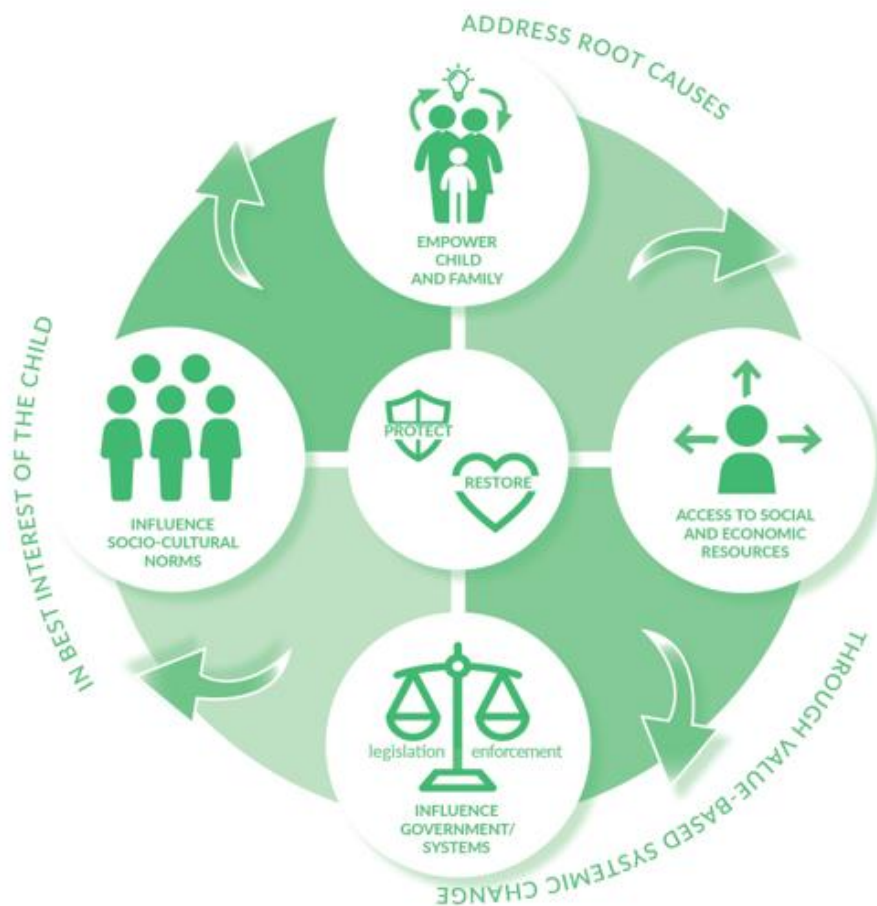 ADDRESS ROOT CAUSES
EMPOWER
CHILD
AND FAMILY
IN BEST INTEREST OF THE CHILD
INFLUENCE
SOCIO-CULTURAL
NORMS
PROTECT
RESTORE
ACCESS TO SOCIAL
AND ECONOMIC
RESOURCES
legislation enforcement
INFLUENCE
GOVERNMENT/
SYSTEMS
THROUGH VALUE-BASED SYSTEMIC CHANGE